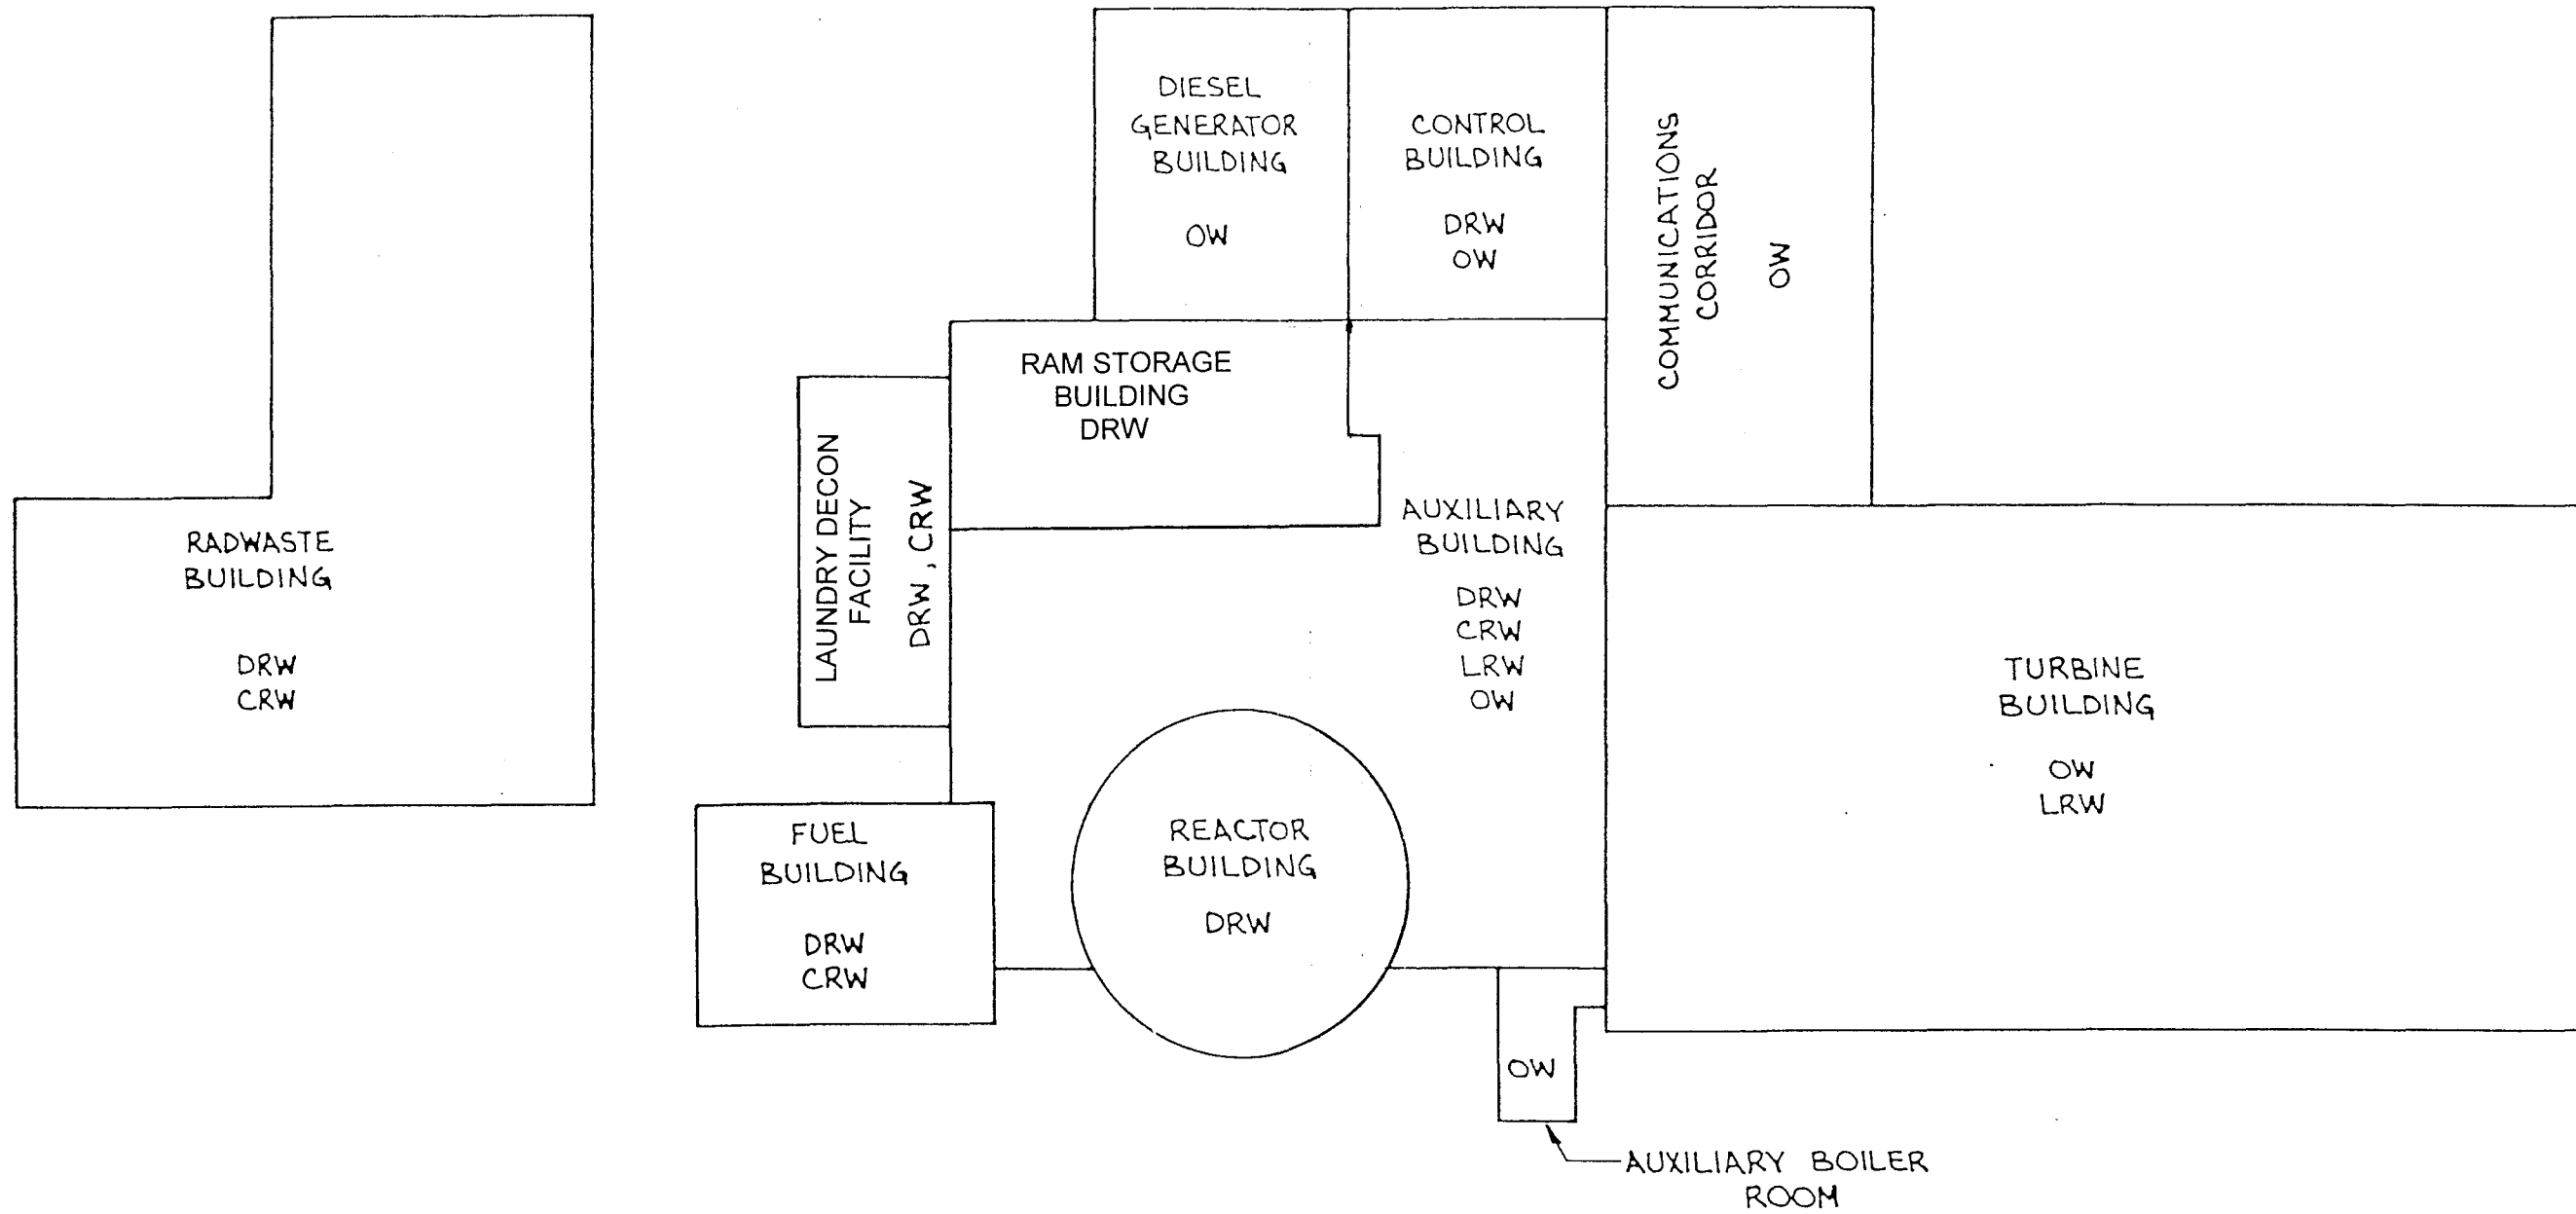 DIESEL
GENERATOR
BUILDING
OW
CONTROL
BUILDING
DRW
OW
COMMUNICATIONS
CORRIDOR
OW
RAM STORAGE
BUILDING
DRW
LAUNDRY DECON
FACILITY
DRW, CRW
RADWASTE
BUILDING
DRW
CRW
AUXILIARY
BUILDING
DRW
CRW
LRW
OW
TURBINE
BUILDING
OW
LRW
FUEL
BUILDING
DRW
CRW
REACTOR
BUILDING
DRW
OW
AUXILIARY BOILER
ROOM